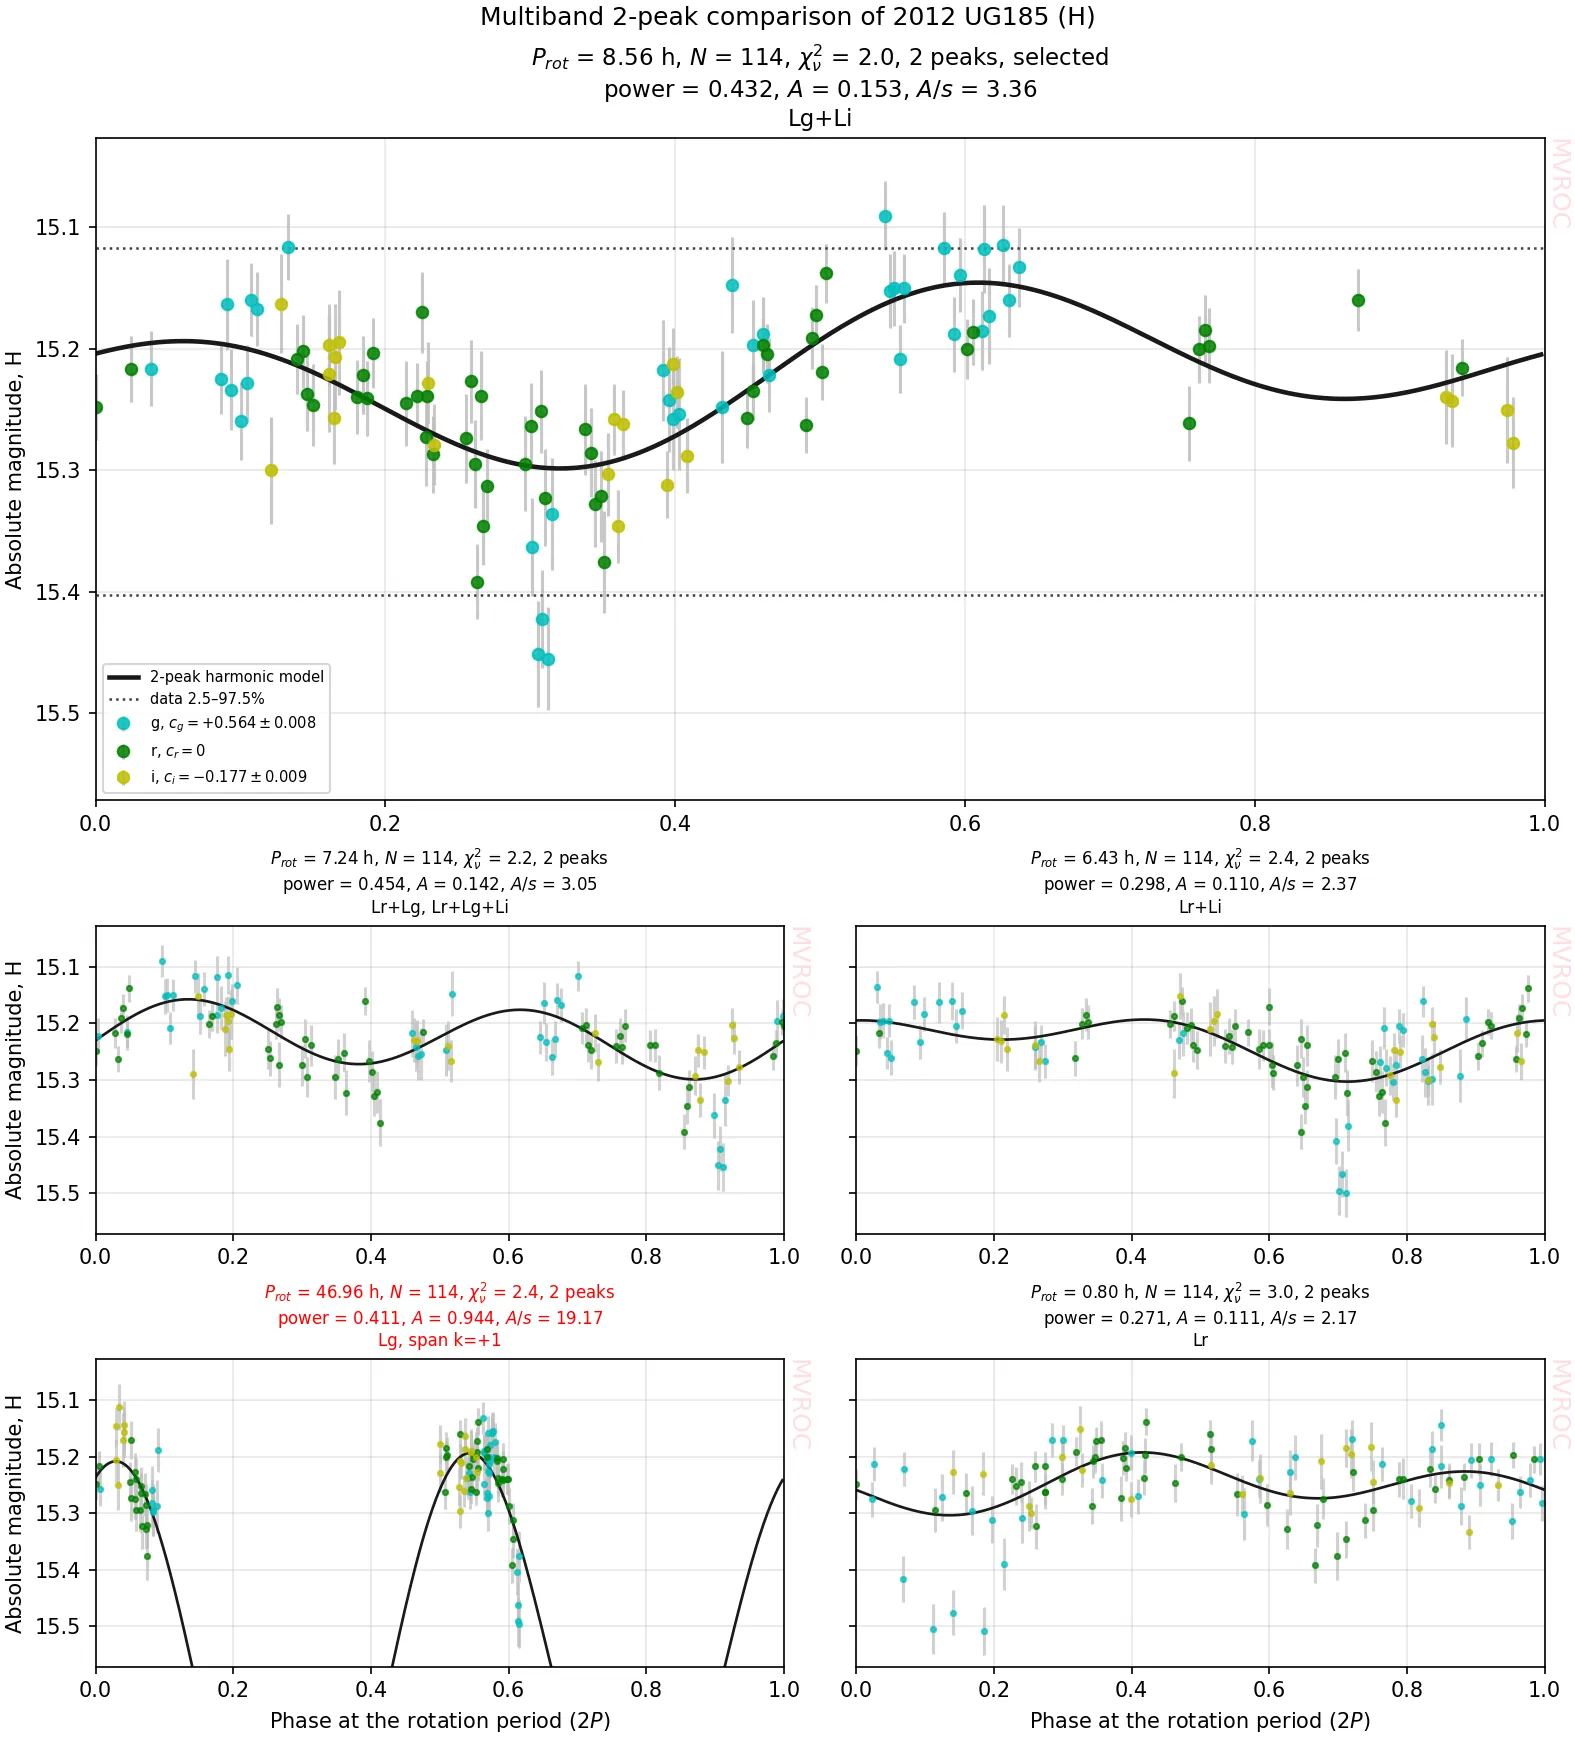 Multiband 2-peak comparison of 2012 UG185 (H)
P_rot = 8.56 h, N = 114, χ²_ν = 2.0, 2 peaks, selected
power = 0.432, A = 0.153, A/s = 3.36
Lg+Li
MVROC
Absolute magnitude, H
15.1
15.2
15.3
15.4
15.5
2-peak harmonic model
data 2.5–97.5%
g, c_g = +0.564 ± 0.008
r, c_r = 0
i, c_i = −0.177 ± 0.009
0.0 0.2 0.4 0.6 0.8 1.0
P_rot = 7.24 h, N = 114, χ²_ν = 2.2, 2 peaks
power = 0.454, A = 0.142, A/s = 3.05
Lr+Lg, Lr+Lg+Li
MVROC
Absolute magnitude, H
15.1
15.2
15.3
15.4
15.5
0.0 0.2 0.4 0.6 0.8 1.0
P_rot = 6.43 h, N = 114, χ²_ν = 2.4, 2 peaks
power = 0.298, A = 0.110, A/s = 2.37
Lr+Li
MVROC
0.0 0.2 0.4 0.6 0.8 1.0
P_rot = 46.96 h, N = 114, χ²_ν = 2.4, 2 peaks
power = 0.411, A = 0.944, A/s = 19.17
Lg, span k=+1
MVROC
Absolute magnitude, H
15.1
15.2
15.3
15.4
15.5
0.0 0.2 0.4 0.6 0.8 1.0
Phase at the rotation period (2P)
P_rot = 0.80 h, N = 114, χ²_ν = 3.0, 2 peaks
power = 0.271, A = 0.111, A/s = 2.17
Lr
MVROC
0.0 0.2 0.4 0.6 0.8 1.0
Phase at the rotation period (2P)